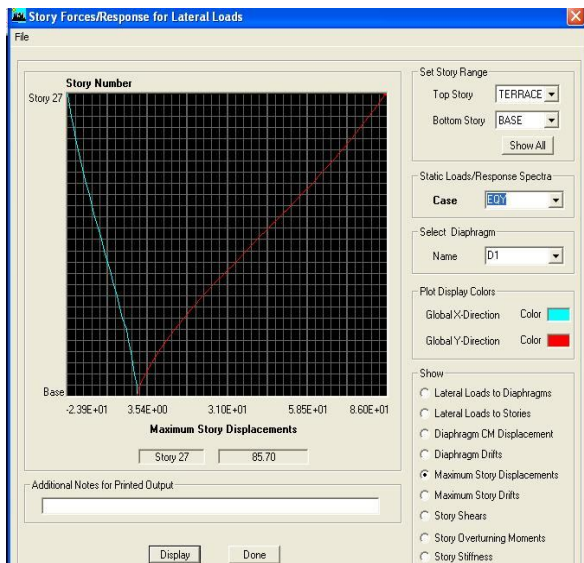 Story Forces/Response for Lateral Loads
File
Story Number
Story 27
Base
-2.39E+01 3.54E+00 3.10E+01 5.85E+01 8.60E+01
Maximum Story Displacements
Story 27 85.70
Additional Notes for Printed Output
Display Done
Set Story Range
Top Story TERRACE
Bottom Story BASE
Show All
Static Loads/Response Spectra
Case EQY
Select Diaphragm
Name D1
Plot Display Colors
Global X-Direction Color
Global Y-Direction Color
Show
Lateral Loads to Diaphragms
Lateral Loads to Stories
Diaphragm CM Displacement
Diaphragm Drifts
Maximum Story Displacements
Maximum Story Drifts
Story Shears
Story Overturning Moments
Story Stiffness